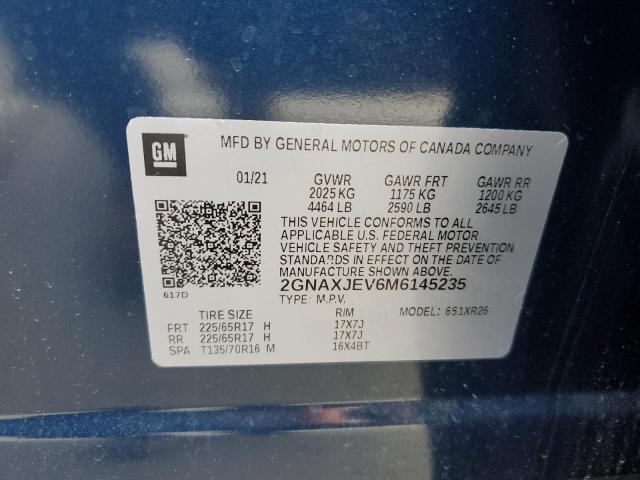 GM
MFD BY GENERAL MOTORS OF CANADA COMPANY
01/21 GVWR GAWR FRT GAWR RR
2025 KG 1175 KG 1200 KG
4464 LB 2590 LB 2645 LB
THIS VEHICLE CONFORMS TO ALL
APPLICABLE U.S. FEDERAL MOTOR
VEHICLE SAFETY AND THEFT PREVENTION
STANDARDS IN EFFECT ON THE DATE OF
MANUFACTURE SHOWN ABOVE.
2GNAXJEV6M6145235
617D
TYPE: M.P.V. MODEL: 651XR26
TIRE SIZE RIM
FRT 225/65R17 H 17X7J
RR 225/65R17 H 17X7J
SPA T135/70R16 M 16X4BT